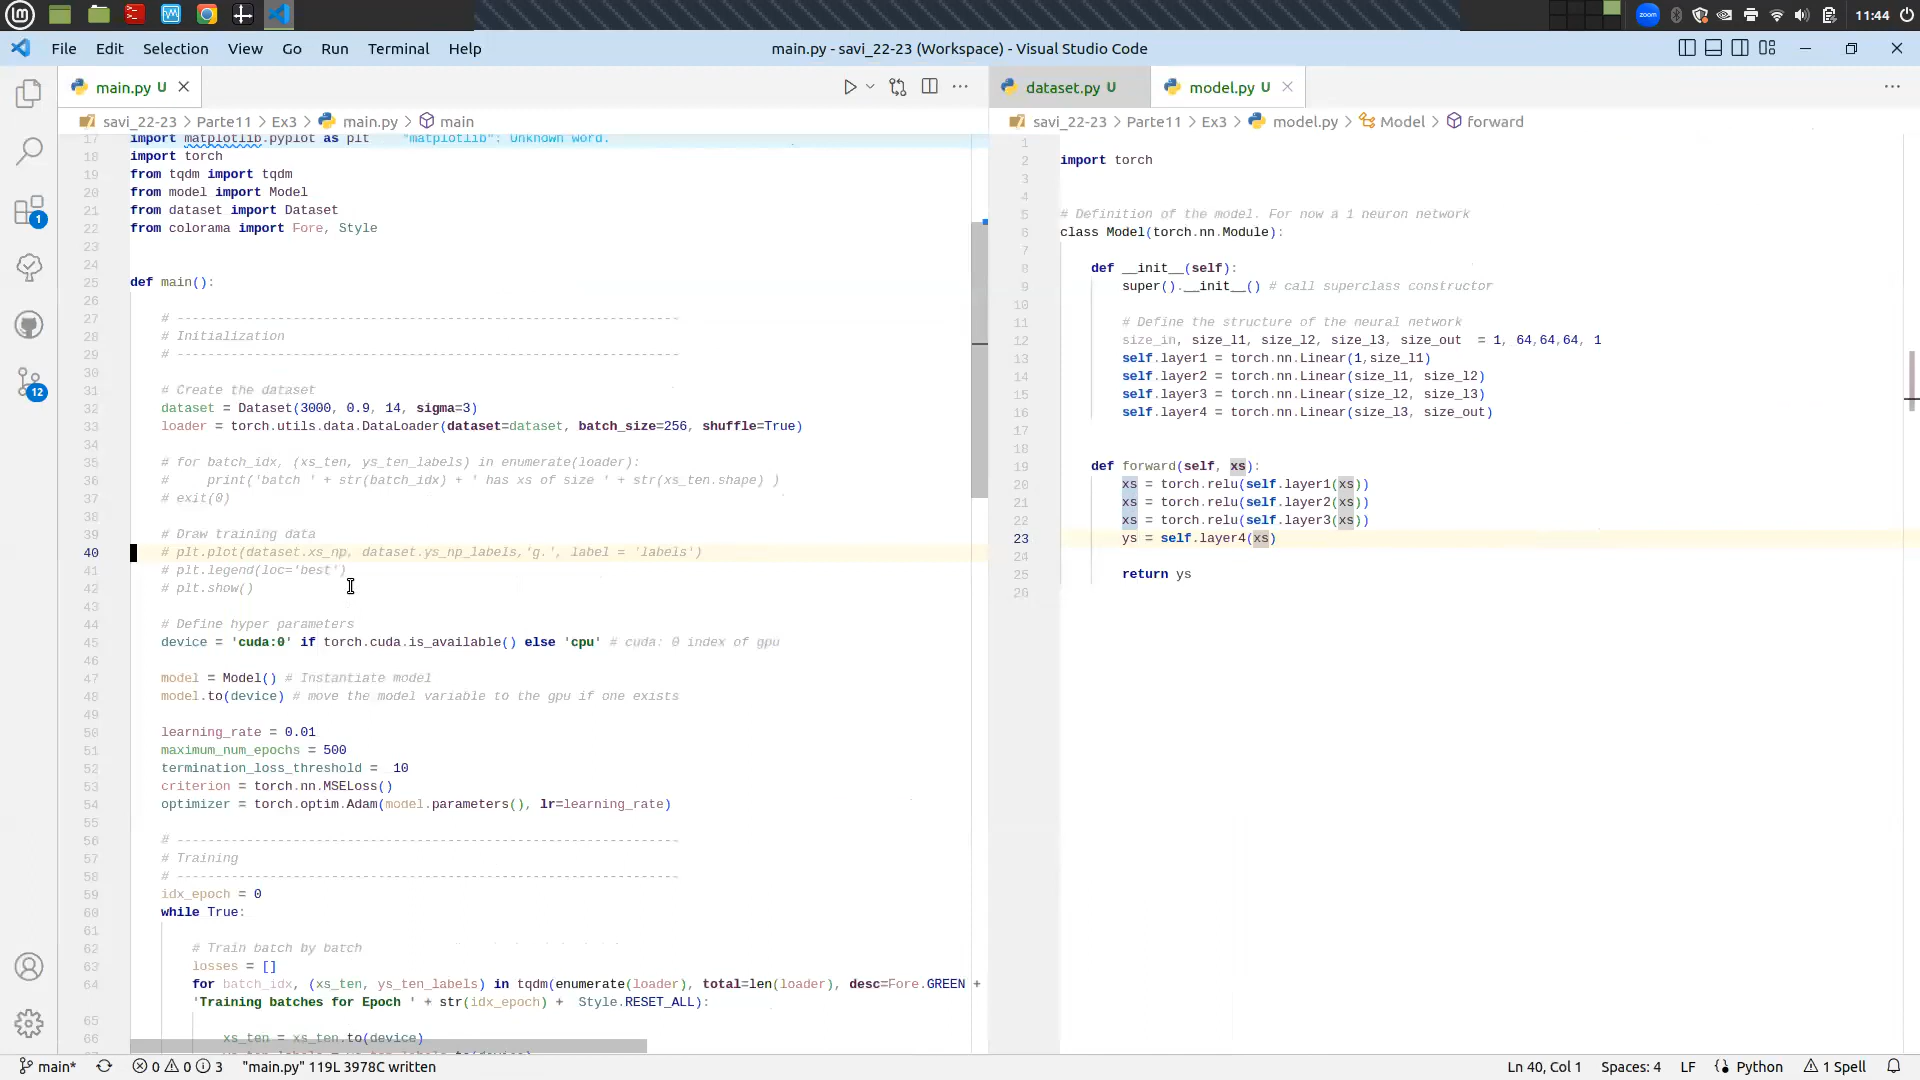 zoom
11:44
File Edit Selection View Go Run Terminal Help
main.py - savi_22-23 (Workspace) - Visual Studio Code
main.py U
savi_22-23 > Parte11 > Ex3 > main.py > main
17 import matplotlib.pyplot as plt "matplotlib": Unknown word.
18 import torch
19 from tqdm import tqdm
20 from model import Model
21 from dataset import Dataset
22 from colorama import Fore, Style
23
24
25 def main():
26
27 # -----------------------------------------------------------------
28 # Initialization
29 # -----------------------------------------------------------------
30
31 # Create the dataset
32 dataset = Dataset(3000, 0.9, 14, sigma=3)
33 loader = torch.utils.data.DataLoader(dataset=dataset, batch_size=256, shuffle=True)
34
35 # for batch_idx, (xs_ten, ys_ten_labels) in enumerate(loader):
36 #     print('batch ' + str(batch_idx) + ' has xs of size ' + str(xs_ten.shape) )
37 # exit(0)
38
39 # Draw training data
40 # plt.plot(dataset.xs_np, dataset.ys_np_labels,'g.', label = 'labels')
41 # plt.legend(loc='best')
42 # plt.show()
43
44 # Define hyper parameters
45 device = 'cuda:0' if torch.cuda.is_available() else 'cpu' # cuda: 0 index of gpu
46
47 model = Model() # Instantiate model
48 model.to(device) # move the model variable to the gpu if one exists
49
50 learning_rate = 0.01
51 maximum_num_epochs = 500
52 termination_loss_threshold =  10
53 criterion = torch.nn.MSELoss()
54 optimizer = torch.optim.Adam(model.parameters(), lr=learning_rate)
55
56 # -----------------------------------------------------------------
57 # Training
58 # -----------------------------------------------------------------
59 idx_epoch = 0
60 while True:
61
62 # Train batch by batch
63 losses = []
64 for batch_idx, (xs_ten, ys_ten_labels) in tqdm(enumerate(loader), total=len(loader), desc=Fore.GREEN +
'Training batches for Epoch ' + str(idx_epoch) +  Style.RESET_ALL):
65
66 xs_ten = xs_ten.to(device)
dataset.py U
model.py U
savi_22-23 > Parte11 > Ex3 > model.py > Model > forward
1
2 import torch
3
4
5 # Definition of the model. For now a 1 neuron network
6 class Model(torch.nn.Module):
7
8 def __init__(self):
9 super().__init__() # call superclass constructor
10
11 # Define the structure of the neural network
12 size_in, size_l1, size_l2, size_l3, size_out  = 1, 64,64,64, 1
13 self.layer1 = torch.nn.Linear(1,size_l1)
14 self.layer2 = torch.nn.Linear(size_l1, size_l2)
15 self.layer3 = torch.nn.Linear(size_l2, size_l3)
16 self.layer4 = torch.nn.Linear(size_l3, size_out)
17
18
19 def forward(self, xs):
20 xs = torch.relu(self.layer1(xs))
21 xs = torch.relu(self.layer2(xs))
22 xs = torch.relu(self.layer3(xs))
23 ys = self.layer4(xs)
24
25 return ys
26
1
12
main* 0 0 3 "main.py" 119L 3978C written
Ln 40, Col 1 Spaces: 4 LF Python 1 Spell